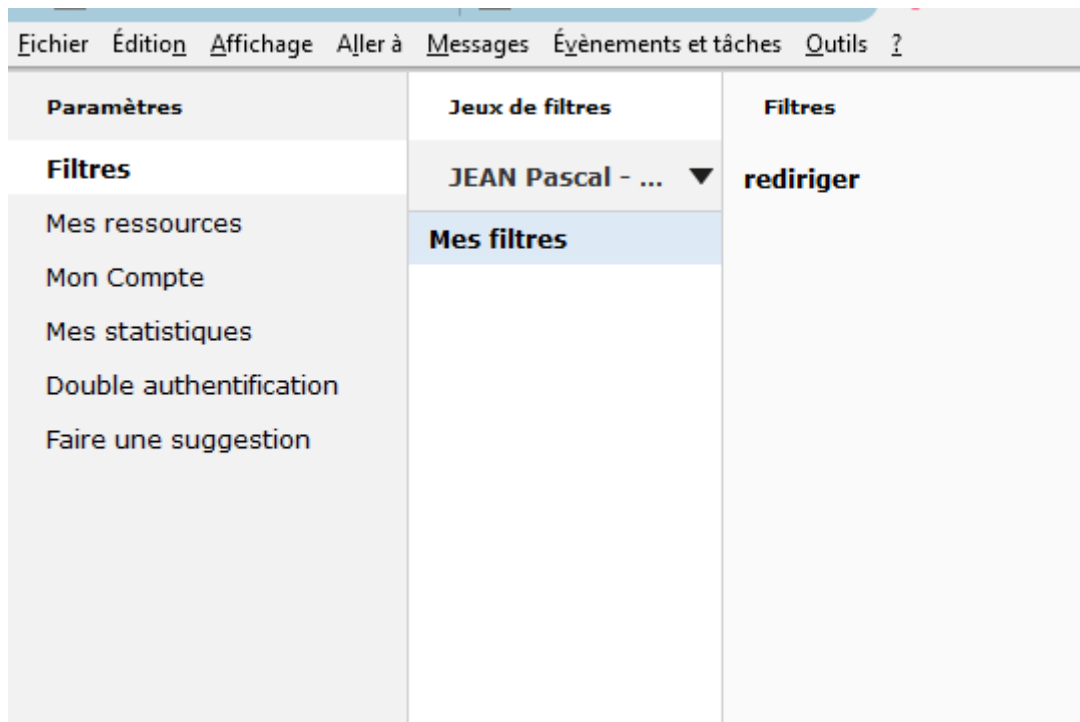 Fichier Édition Affichage Aller à Messages Évènements et tâches Outils ?
Paramètres
Filtres
Mes ressources
Mon Compte
Mes statistiques
Double authentification
Faire une suggestion
Jeux de filtres
JEAN Pascal - ...
Mes filtres
Filtres
rediriger